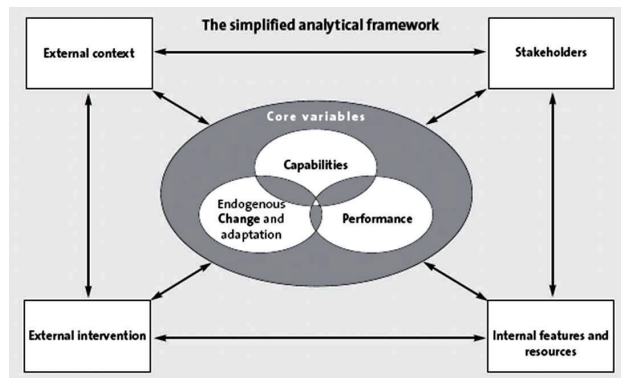 The simplified analytical framework
External context
Stakeholders
Core variables
Capabilities
Endogenous
Change and
adaptation
Performance
External intervention
Internal features and
resources